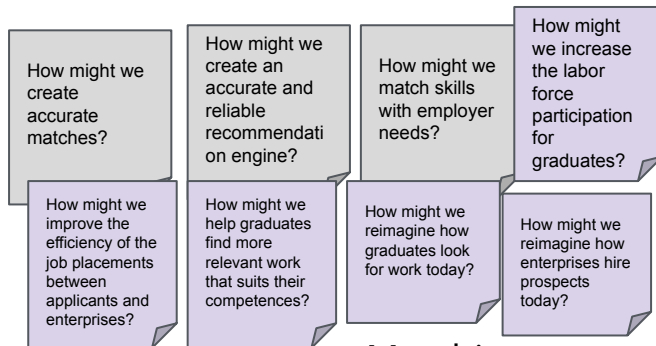 How might we
create
accurate
matches?
How might we
create an
accurate and
reliable
recommendati
on engine?
How might we
match skills
with employer
needs?
How might
we increase
the labor
force
participation
for
graduates?
How might we
improve the
efficiency of the
job placements
between
applicants and
enterprises?
How might we
help graduates
find more
relevant work
that suits their
competences?
How might we
reimagine how
graduates look
for work today?
How might we
reimagine how
enterprises hire
prospects
today?